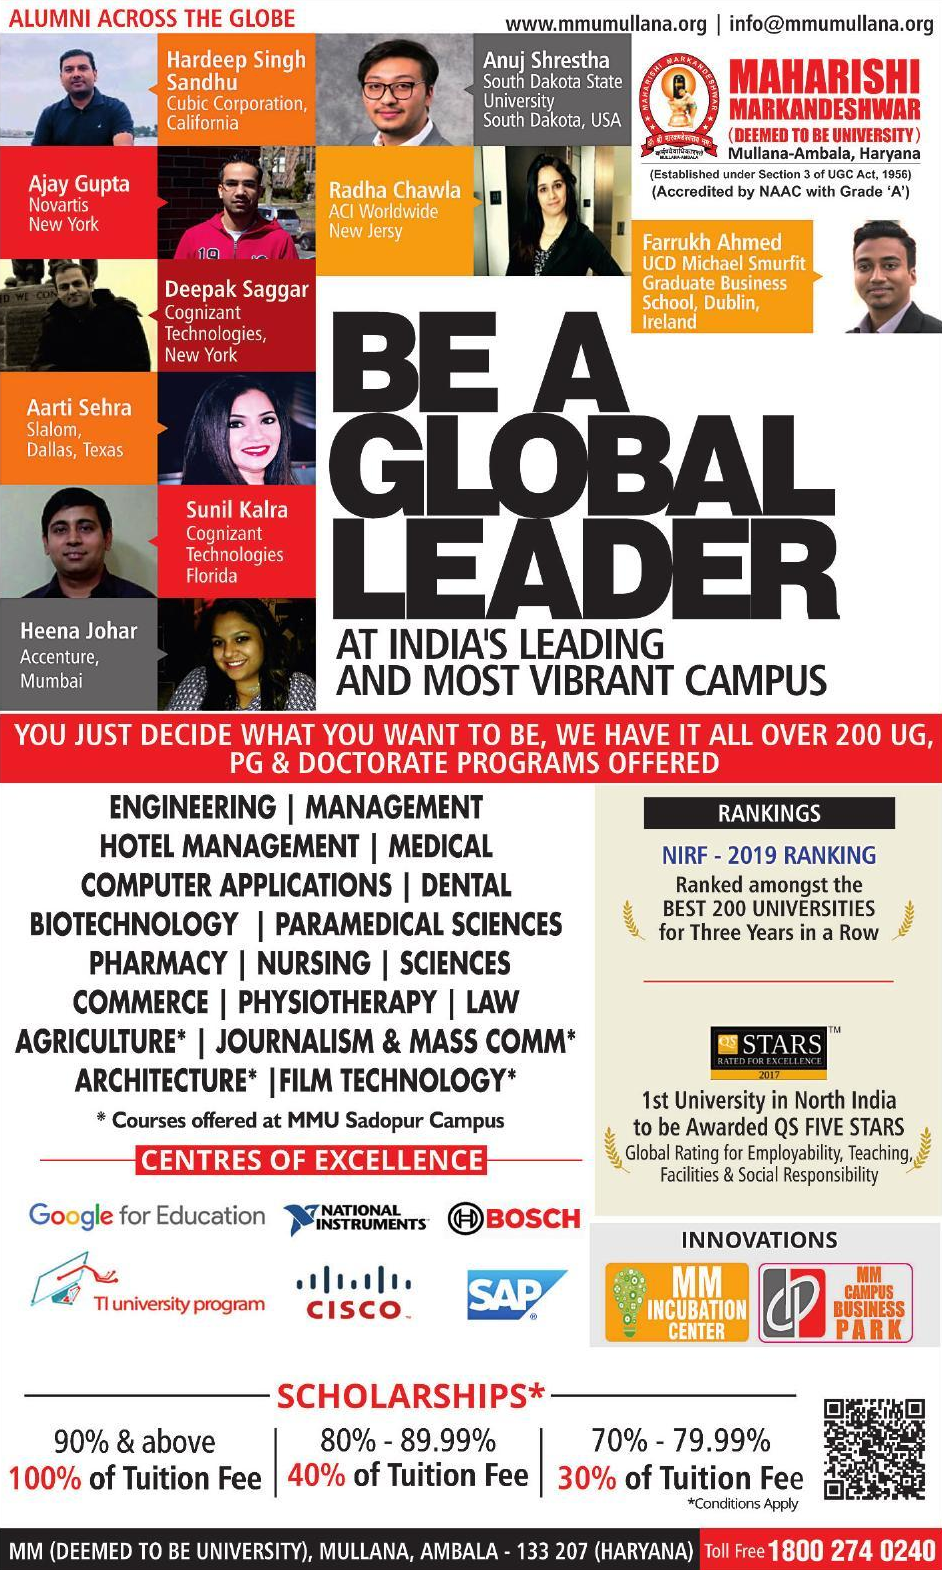 ALUMNI ACROSS THE GLOBE
www.mmumullana.org | info@mmumullana.org
Hardeep Singh
Sandhu
Cubic Corporation,
California
Anuj Shrestha
South Dakota State
University
South Dakota, USA
MAHARISHI
MARKANDESHWAR
(DEEMED TO BE UNIVERSITY)
Mullana-Ambala, Haryana
(Established under Section 3 of UGC Act, 1956)
(Accredited by NAAC with Grade ‘A’)
MAHARISHI MARKANDESHWAR
MULLANA-AMBALA
Ajay Gupta
Novartis
New York
19
Radha Chawla
ACI Worldwide
New Jersy
Farrukh Ahmed
UCD Michael Smurfit
Graduate Business
School, Dublin,
Ireland
Deepak Saggar
Cognizant
Technologies,
New York
Aarti Sehra
Slalom,
Dallas, Texas
Sunil Kalra
Cognizant
Technologies
Florida
Heena Johar
Accenture,
Mumbai
BE A
GLOBAL
LEADER
AT INDIA'S LEADING
AND MOST VIBRANT CAMPUS
YOU JUST DECIDE WHAT YOU WANT TO BE, WE HAVE IT ALL OVER 200 UG,
PG & DOCTORATE PROGRAMS OFFERED
ENGINEERING | MANAGEMENT
HOTEL MANAGEMENT | MEDICAL
COMPUTER APPLICATIONS | DENTAL
BIOTECHNOLOGY | PARAMEDICAL SCIENCES
PHARMACY | NURSING | SCIENCES
COMMERCE | PHYSIOTHERAPY | LAW
AGRICULTURE* | JOURNALISM & MASS COMM*
ARCHITECTURE* |FILM TECHNOLOGY*
* Courses offered at MMU Sadopur Campus
CENTRES OF EXCELLENCE
Google for Education
NATIONAL
INSTRUMENTS
BOSCH
TI university program
CISCO
SAP
RANKINGS
NIRF - 2019 RANKING
Ranked amongst the
BEST 200 UNIVERSITIES
for Three Years in a Row
QS STARS™
RATED FOR EXCELLENCE
2017
1st University in North India
to be Awarded QS FIVE STARS
Global Rating for Employability, Teaching,
Facilities & Social Responsibility
INNOVATIONS
MM
INCUBATION
CENTER
MM
CAMPUS
BUSINESS
PARK
SCHOLARSHIPS*
90% & above
100% of Tuition Fee
80% - 89.99%
40% of Tuition Fee
70% - 79.99%
30% of Tuition Fee
*Conditions Apply
MM (DEEMED TO BE UNIVERSITY), MULLANA, AMBALA - 133 207 (HARYANA)
Toll Free 1800 274 0240